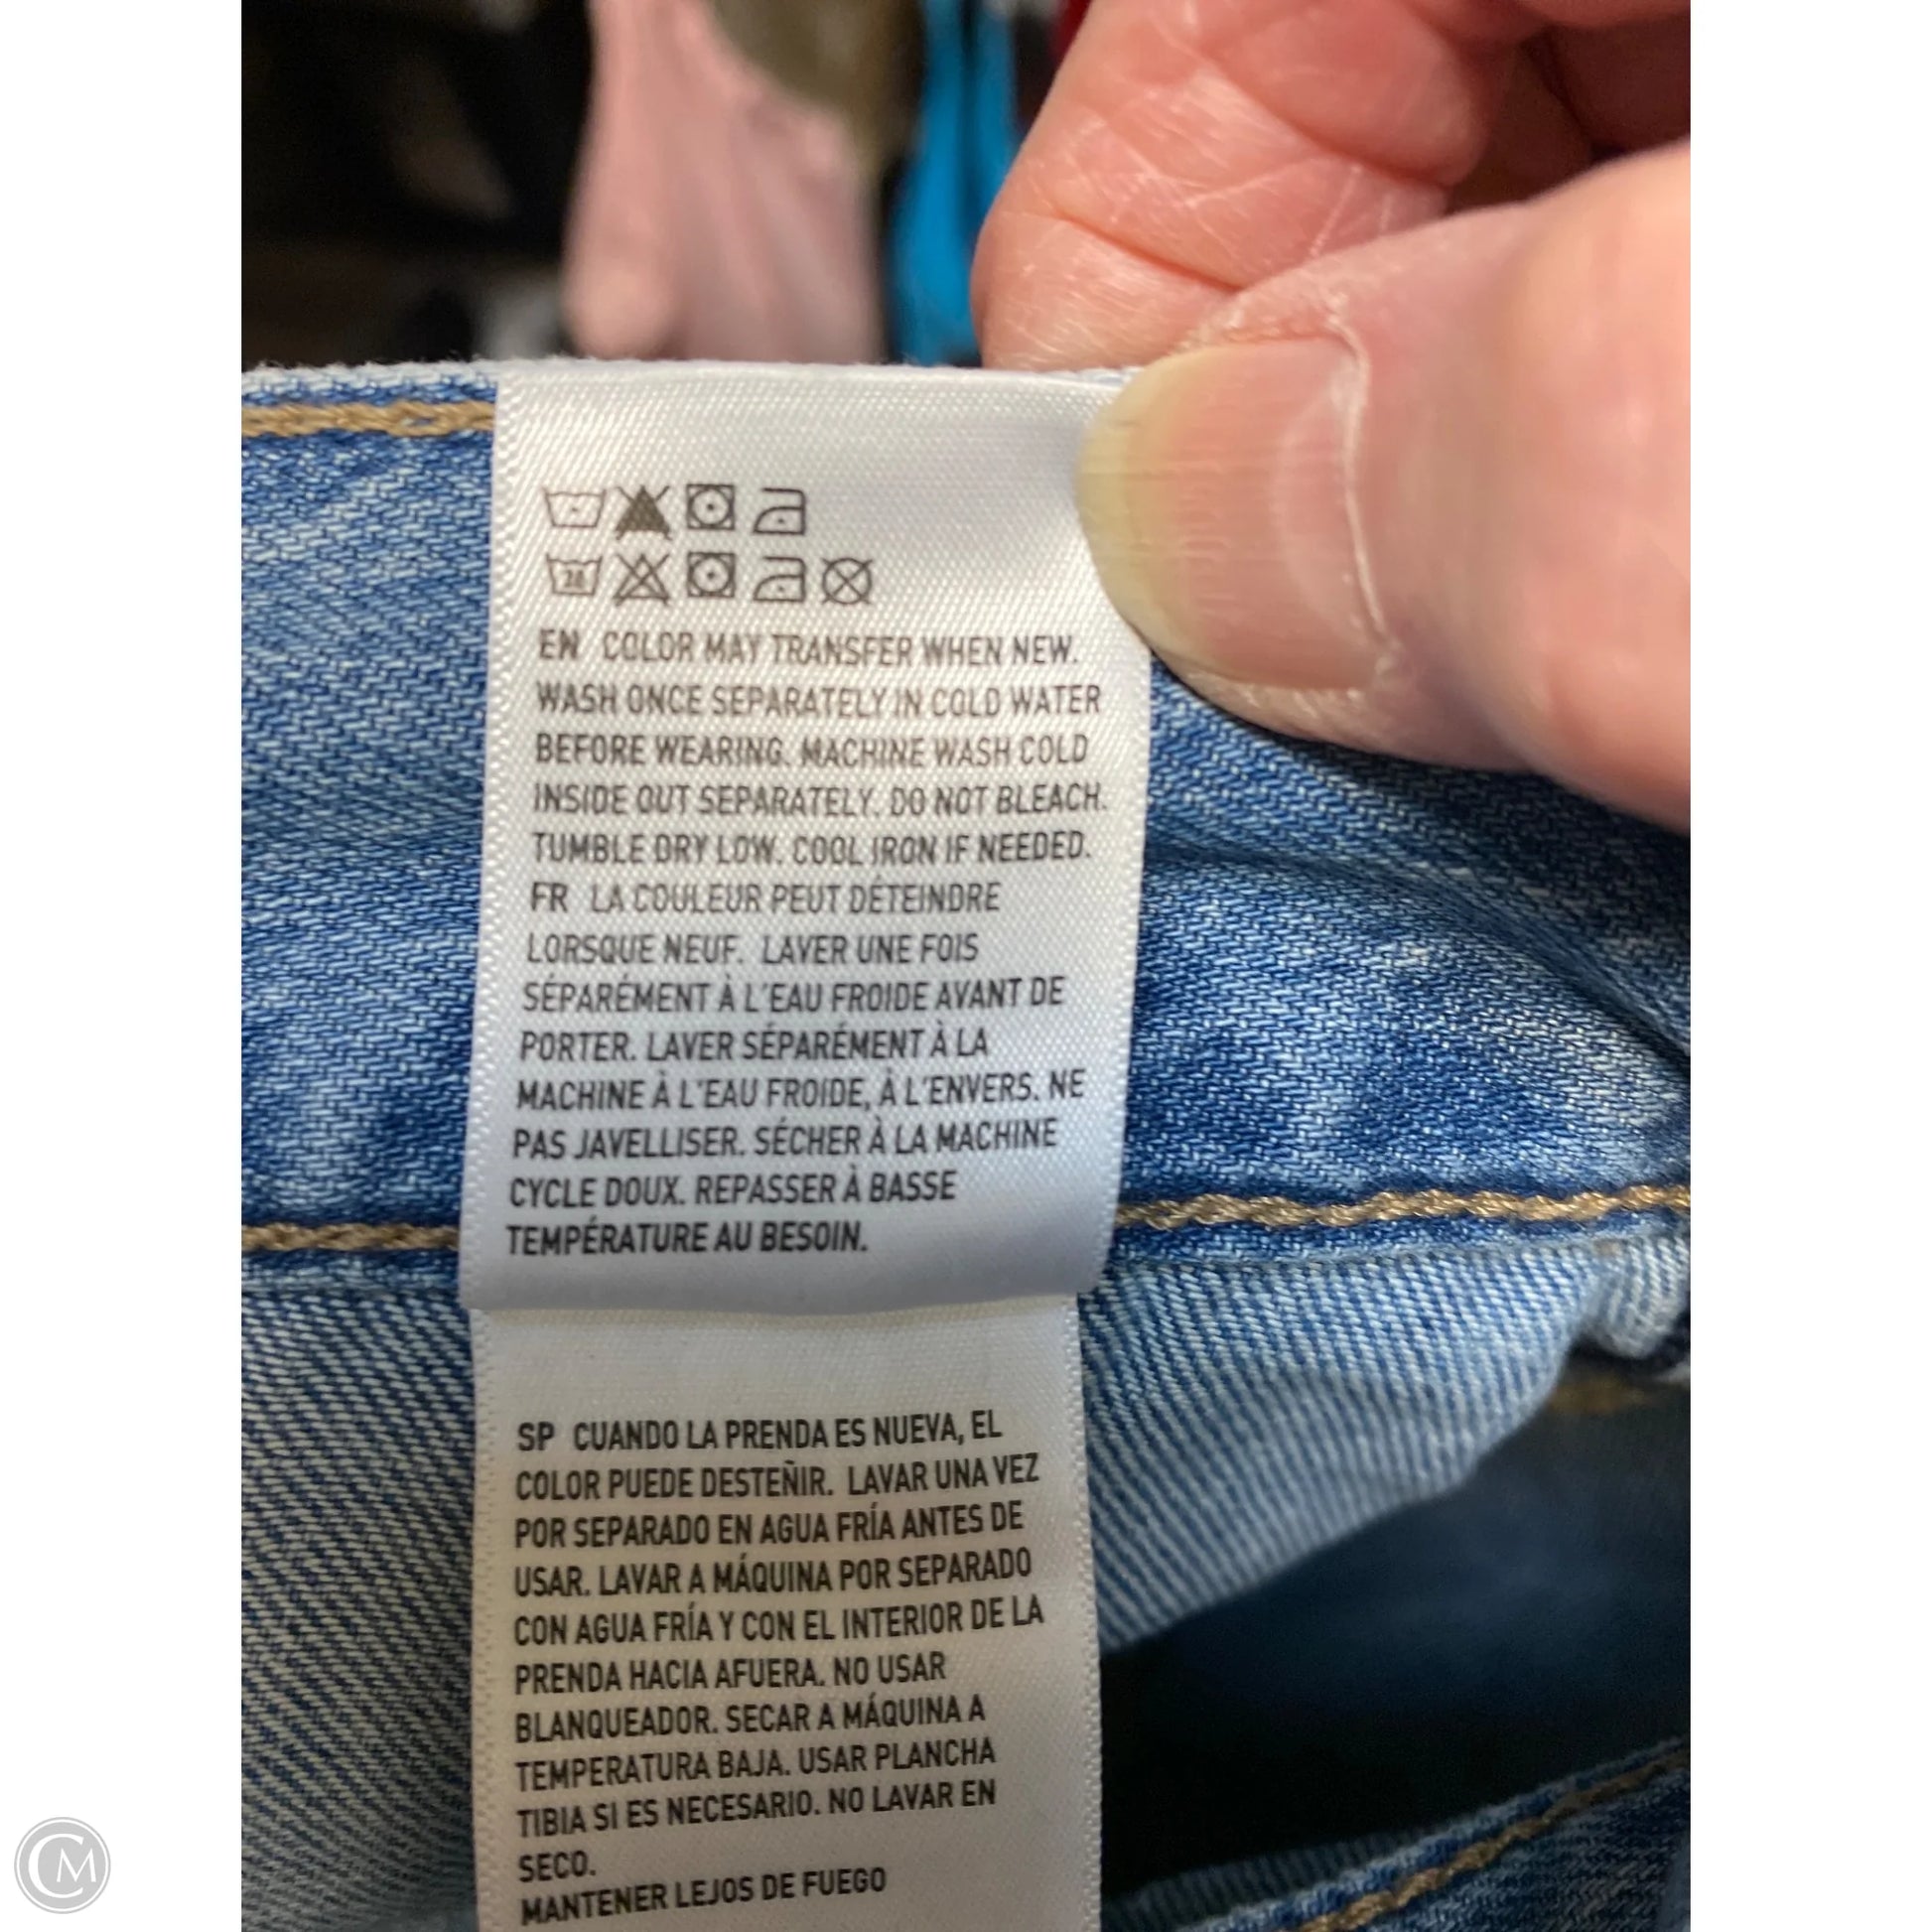 30
EN COLOR MAY TRANSFER WHEN NEW.
WASH ONCE SEPARATELY IN COLD WATER
BEFORE WEARING. MACHINE WASH COLD
INSIDE OUT SEPARATELY. DO NOT BLEACH.
TUMBLE DRY LOW. COOL IRON IF NEEDED.
FR LA COULEUR PEUT DÉTEINDRE
LORSQUE NEUF. LAVER UNE FOIS
SÉPARÉMENT À L'EAU FROIDE AVANT DE
PORTER. LAVER SÉPARÉMENT À LA
MACHINE À L'EAU FROIDE, À L'ENVERS. NE
PAS JAVELLISER. SÉCHER À LA MACHINE
CYCLE DOUX. REPASSER À BASSE
TEMPÉRATURE AU BESOIN.
SP CUANDO LA PRENDA ES NUEVA, EL
COLOR PUEDE DESTEÑIR. LAVAR UNA VEZ
POR SEPARADO EN AGUA FRÍA ANTES DE
USAR. LAVAR A MÁQUINA POR SEPARADO
CON AGUA FRÍA Y CON EL INTERIOR DE LA
PRENDA HACIA AFUERA. NO USAR
BLANQUEADOR. SECAR A MÁQUINA A
TEMPERATURA BAJA. USAR PLANCHA
TIBIA SI ES NECESARIO. NO LAVAR EN
SECO.
MANTENER LEJOS DE FUEGO
CM